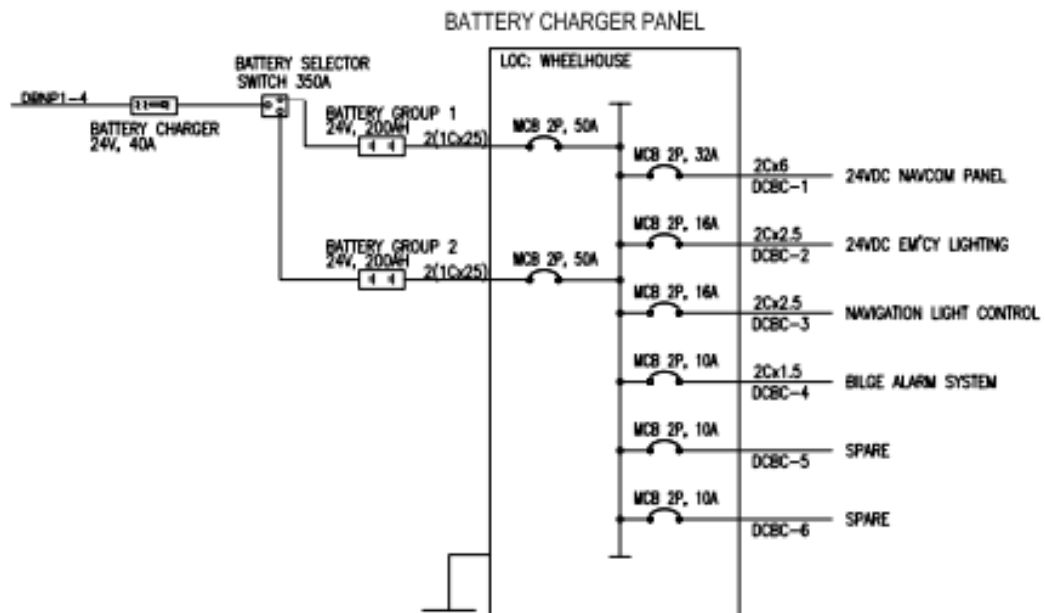 BATTERY CHARGER PANEL
LOC: WHEELHOUSE
DBNP1-4
BATTERY CHARGER
24V, 40A
BATTERY SELECTOR
SWITCH 350A
BATTERY GROUP 1
24V, 200AH
2(1Cx25)
MCB 2P, 50A
BATTERY GROUP 2
24V, 200AH
2(1Cx25)
MCB 2P, 50A
MCB 2P, 32A
2Cx6
DCBC-1
24VDC NAVCOM PANEL
MCB 2P, 16A
2Cx2.5
DCBC-2
24VDC EM'CY LIGHTING
MCB 2P, 16A
2Cx2.5
DCBC-3
NAVIGATION LIGHT CONTROL
MCB 2P, 10A
2Cx1.5
DCBC-4
BILGE ALARM SYSTEM
MCB 2P, 10A
DCBC-5
SPARE
MCB 2P, 10A
DCBC-6
SPARE